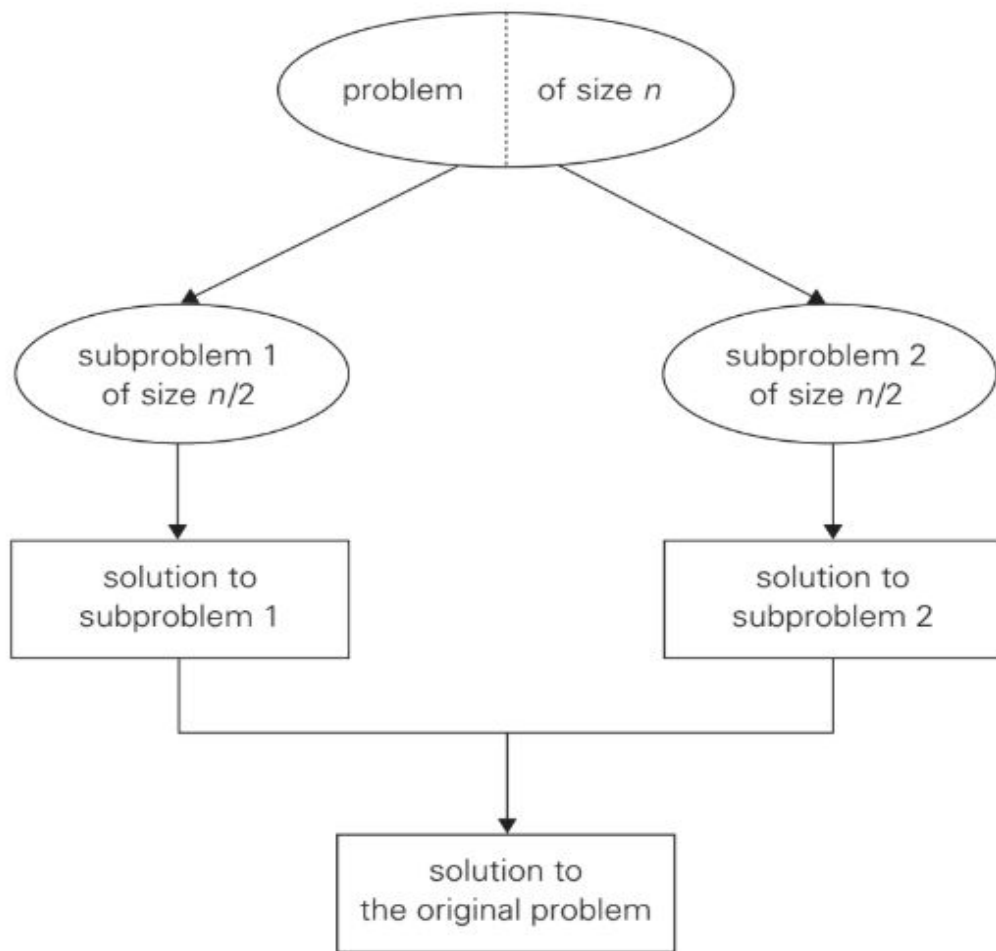 problem of size n
subproblem 1
of size n/2
subproblem 2
of size n/2
solution to
subproblem 1
solution to
subproblem 2
solution to
the original problem